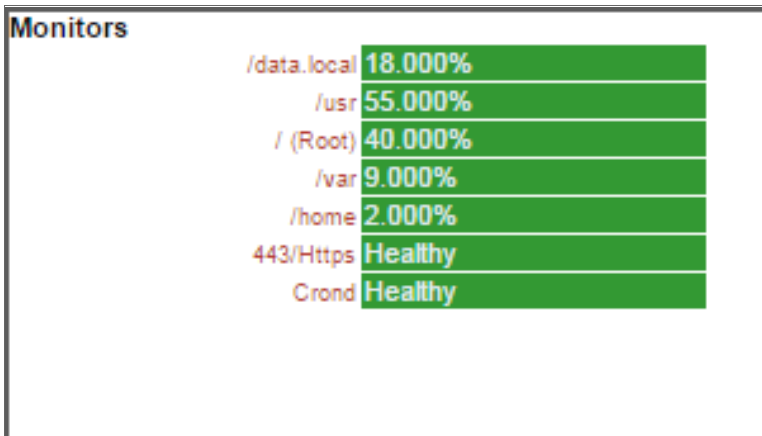 Monitors
/data.local 18.000%
/usr 55.000%
/ (Root) 40.000%
/var 9.000%
/home 2.000%
443/Https Healthy
Crond Healthy